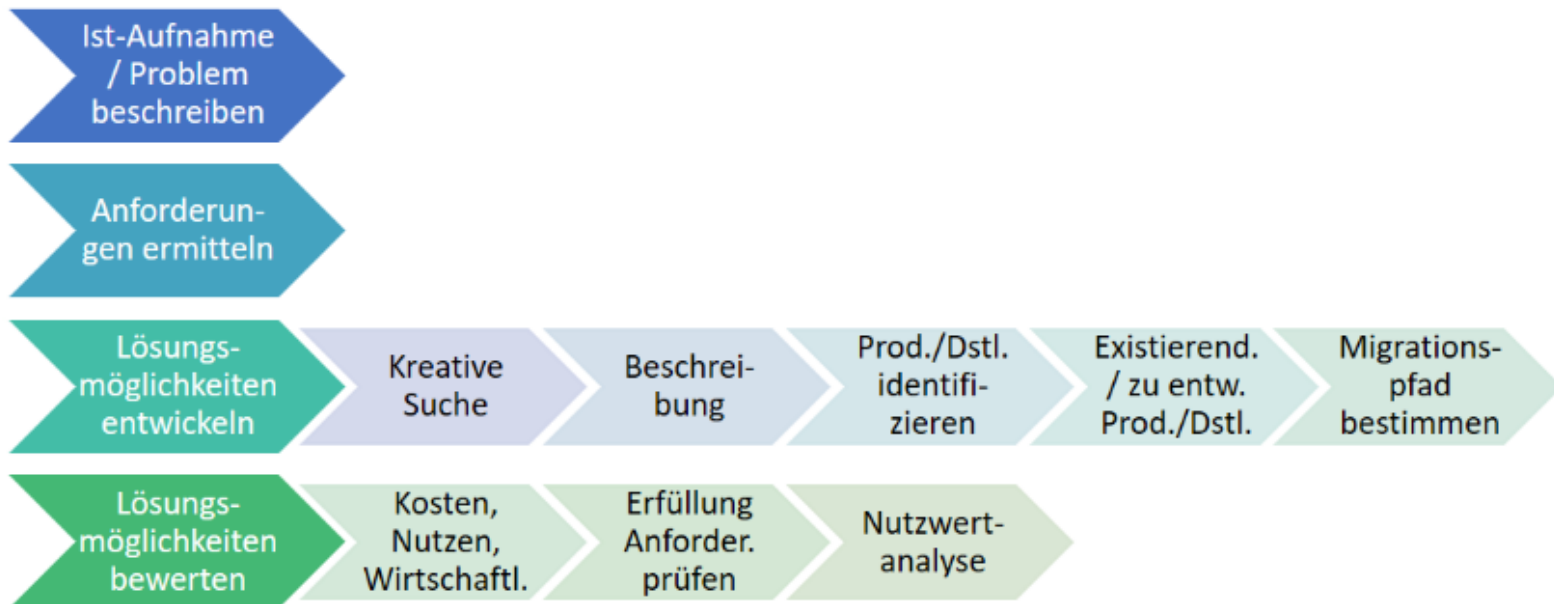 Ist-Aufnahme
/ Problem
beschreiben
Anforderun-
gen ermitteln
Lösungs-
möglichkeiten
entwickeln
Kreative
Suche
Beschrei-
bung
Prod./Dstl.
identifi-
zieren
Existierend.
/ zu entw.
Prod./Dstl.
Migrations-
pfad
bestimmen
Lösungs-
möglichkeiten
bewerten
Kosten,
Nutzen,
Wirtschaftl.
Erfüllung
Anforder.
prüfen
Nutzwert-
analyse